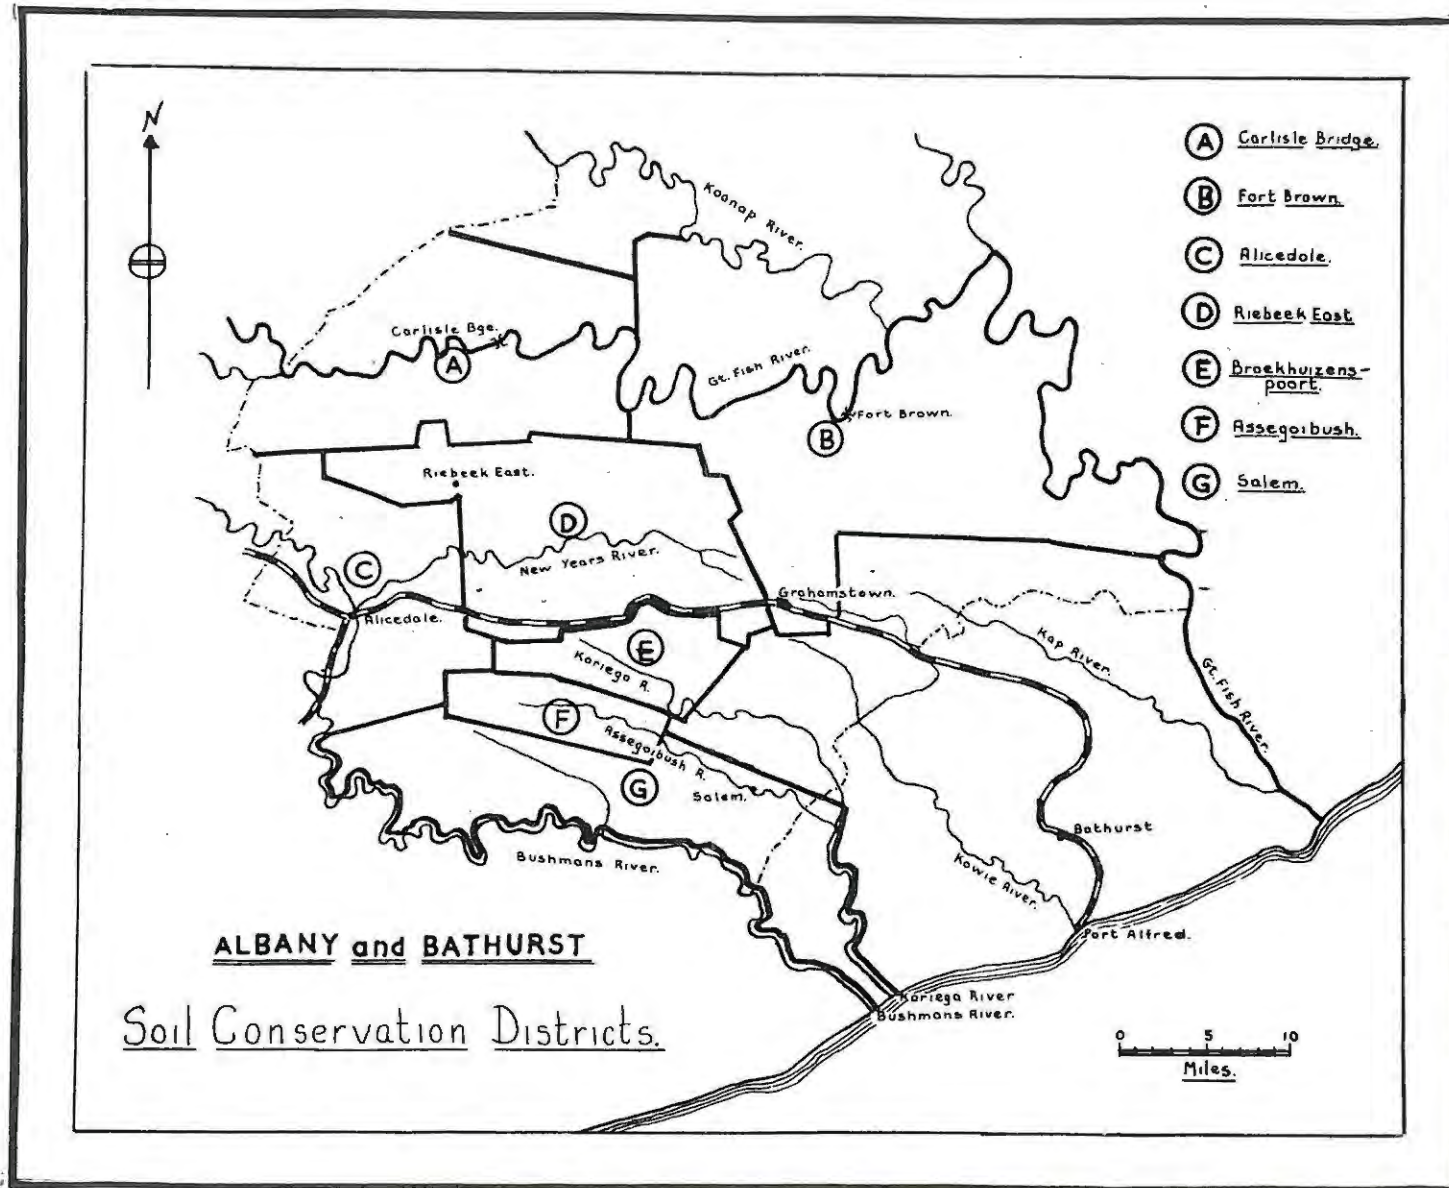 N
A Carlisle Bridge.
B Fort Brown.
C Alicedale.
D Riebeek East
E Broekhuizens-
poort.
F Assegaibush.
G Salem.
Koonap River.
Carlisle Bge.
A
Gt. Fish River.
Fort Brown.
B
Riebeek East.
D
New Years River.
C
Alicedale.
Grahamstown.
Kap River.
Gt. Fish River.
E
Kariega R.
F
Assegaibush R.
G
Salem.
Bushmans River.
Bathurst
Kowie River.
Port Alfred.
Kariega River
Bushmans River.
ALBANY and BATHURST
Soil Conservation Districts.
0 5 10
Miles.